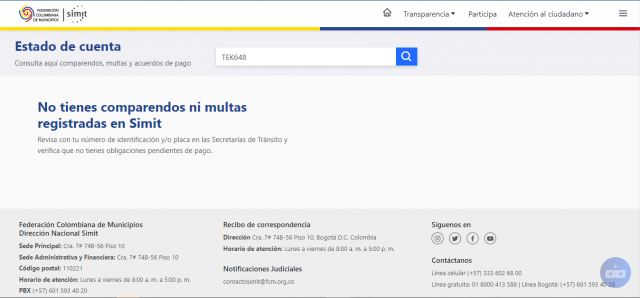 FEDERACIÓN
COLOMBIANA
DE MUNICIPIOS
simit
Transparencia
Participa
Atención al ciudadano
Estado de cuenta
Consulta aquí comparendos, multas y acuerdos de pago
TEK648
No tienes comparendos ni multas
registradas en Simit
Revisa con tu número de identificación y/o placa en las Secretarías de Tránsito y
verifica que no tienes obligaciones pendientes de pago.
Federación Colombiana de Municipios
Dirección Nacional Simit
Sede Principal: Cra. 7# 74B-56 Piso 10
Sede Administrativa y Financiera: Cra. 7# 74B-56 Piso 10
Código postal: 110221
Horario de atención: Lunes a viernes de 8:00 a. m. a 5:00 p. m.
PBX (+57) 601 593 40 20
Recibo de correspondencia
Dirección Cra. 7# 74B-56 Piso 10, Bogotá D.C. Colombia
Horario de atención: Lunes a viernes de 8:00 a. m. a 5:00 p. m.
Notificaciones Judiciales
contactosimit@fcm.org.co
Síguenos en
Contáctanos
Línea celular (+57) 333 602 68 00
Línea gratuita: 01 8000 413 588 | Línea Bogotá: (+57) 601 593 40 26